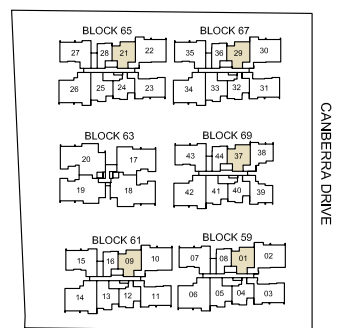 BLOCK 65
27 28 21 22
26 25 24 23
BLOCK 67
35 36 29 30
34 33 32 31
BLOCK 63
20 17
19 18
BLOCK 69
43 44 37 38
42 41 40 39
BLOCK 61
15 16 09 10
14 13 12 11
BLOCK 59
07 08 01 02
06 05 04 03
CANBERRA DRIVE